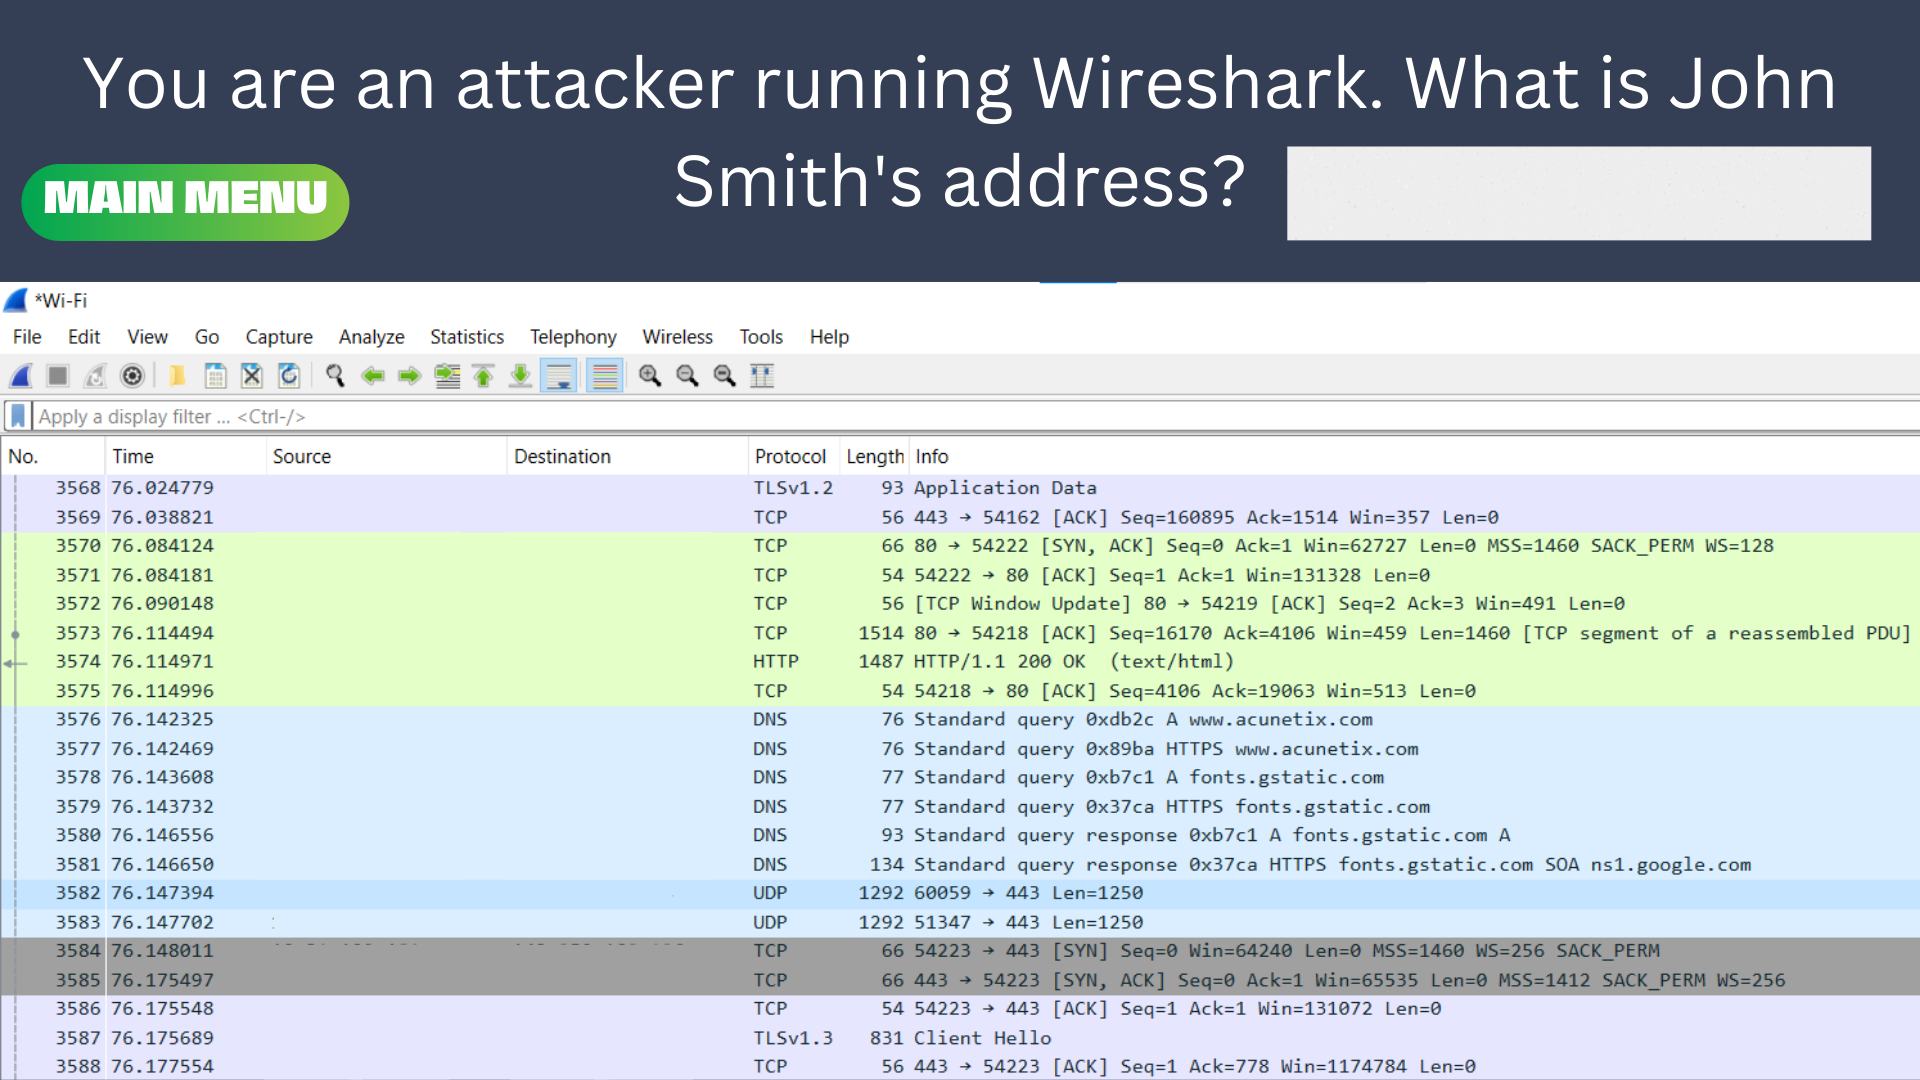 You are an attacker running Wireshark. What is John
Smith's address?
MAIN MENU
*Wi-Fi
File Edit View Go Capture Analyze Statistics Telephony Wireless Tools Help
Apply a display filter ... <Ctrl-/>
No. Time Source Destination Protocol Length Info
3568 76.024779 TLSv1.2 93 Application Data
3569 76.038821 TCP 56 443 → 54162 [ACK] Seq=160895 Ack=1514 Win=357 Len=0
3570 76.084124 TCP 66 80 → 54222 [SYN, ACK] Seq=0 Ack=1 Win=62727 Len=0 MSS=1460 SACK_PERM WS=128
3571 76.084181 TCP 54 54222 → 80 [ACK] Seq=1 Ack=1 Win=131328 Len=0
3572 76.090148 TCP 56 [TCP Window Update] 80 → 54219 [ACK] Seq=2 Ack=3 Win=491 Len=0
3573 76.114494 TCP 1514 80 → 54218 [ACK] Seq=16170 Ack=4106 Win=459 Len=1460 [TCP segment of a reassembled PDU]
3574 76.114971 HTTP 1487 HTTP/1.1 200 OK (text/html)
3575 76.114996 TCP 54 54218 → 80 [ACK] Seq=4106 Ack=19063 Win=513 Len=0
3576 76.142325 DNS 76 Standard query 0xdb2c A www.acunetix.com
3577 76.142469 DNS 76 Standard query 0x89ba HTTPS www.acunetix.com
3578 76.143608 DNS 77 Standard query 0xb7c1 A fonts.gstatic.com
3579 76.143732 DNS 77 Standard query 0x37ca HTTPS fonts.gstatic.com
3580 76.146556 DNS 93 Standard query response 0xb7c1 A fonts.gstatic.com A
3581 76.146650 DNS 134 Standard query response 0x37ca HTTPS fonts.gstatic.com SOA ns1.google.com
3582 76.147394 UDP 1292 60059 → 443 Len=1250
3583 76.147702 UDP 1292 51347 → 443 Len=1250
3584 76.148011 TCP 66 54223 → 443 [SYN] Seq=0 Win=64240 Len=0 MSS=1460 WS=256 SACK_PERM
3585 76.175497 TCP 66 443 → 54223 [SYN, ACK] Seq=0 Ack=1 Win=65535 Len=0 MSS=1412 SACK_PERM WS=256
3586 76.175548 TCP 54 54223 → 443 [ACK] Seq=1 Ack=1 Win=131072 Len=0
3587 76.175689 TLSv1.3 831 Client Hello
3588 76.177554 TCP 56 443 → 54223 [ACK] Seq=1 Ack=778 Win=1174784 Len=0